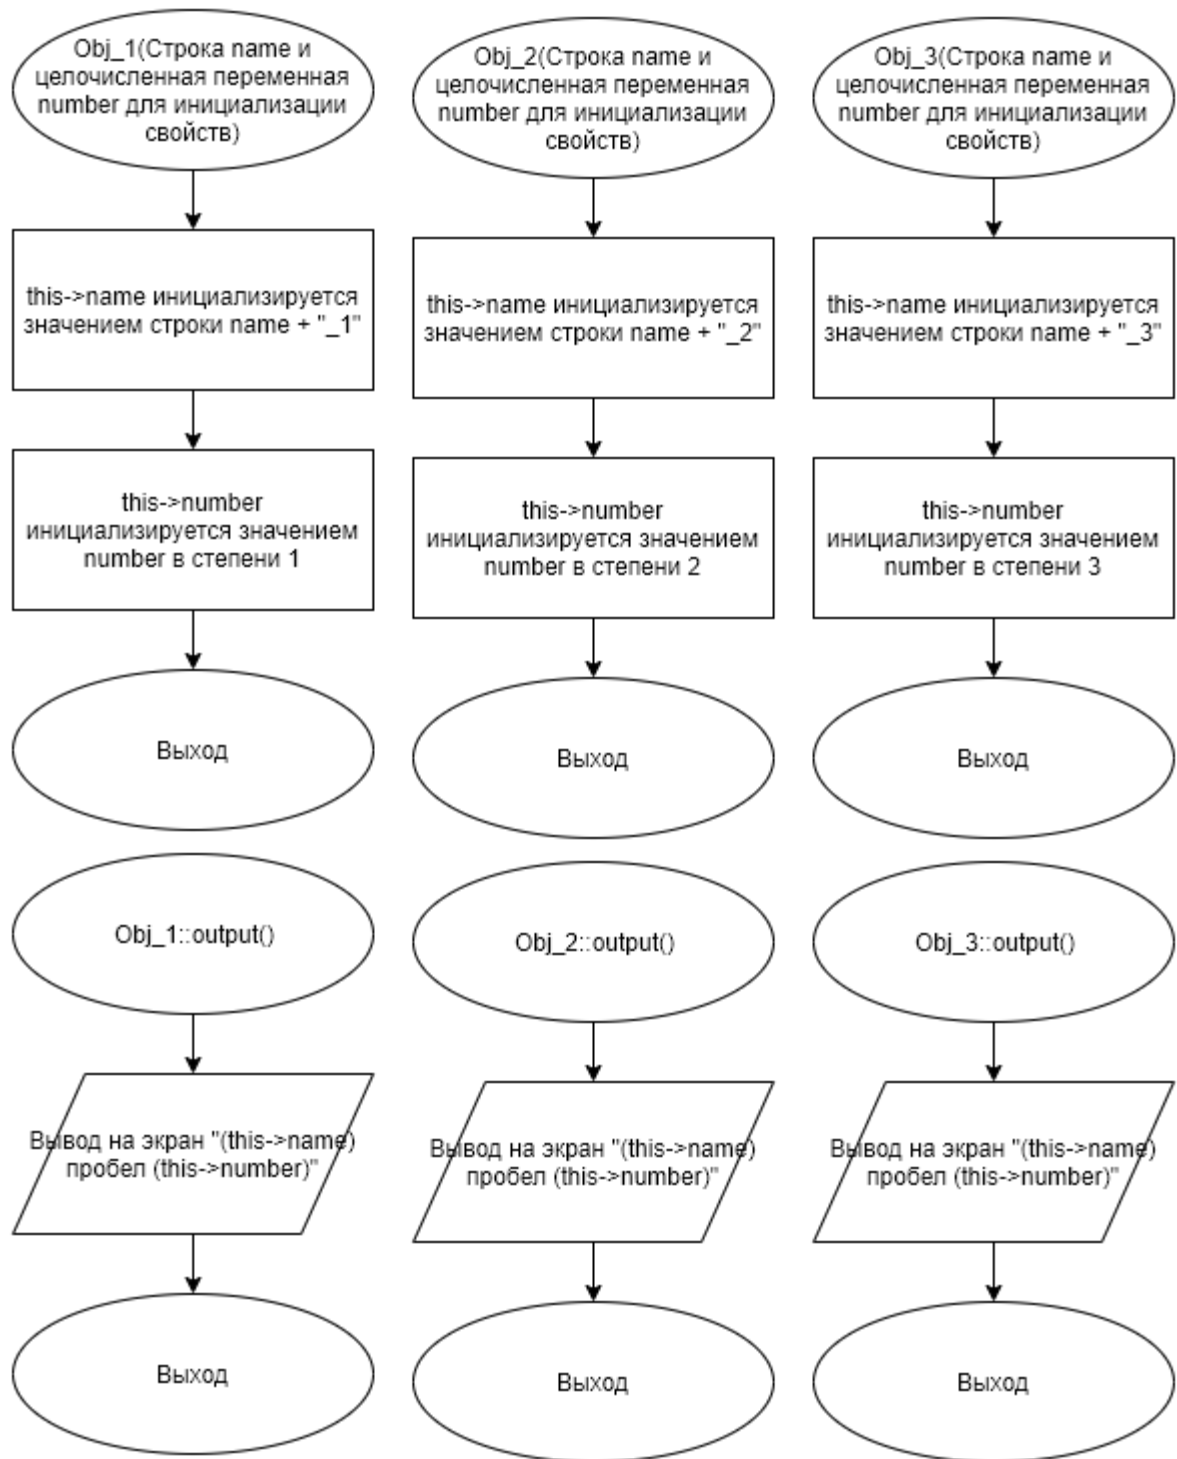 Obj_1(Строка name и
целочисленная переменная
number для инициализации
свойств)
Obj_2(Строка name и
целочисленная переменная
number для инициализации
свойств)
Obj_3(Строка name и
целочисленная переменная
number для инициализации
свойств)
this->name инициализируется
значением строки name + "_1"
this->name инициализируется
значением строки name + "_2"
this->name инициализируется
значением строки name + "_3"
this->number
инициализируется значением
number в степени 1
this->number
инициализируется значением
number в степени 2
this->number
инициализируется значением
number в степени 3
Выход
Выход
Выход
Obj_1::output()
Obj_2::output()
Obj_3::output()
Вывод на экран "(this->name)
пробел (this->number)"
Вывод на экран "(this->name)
пробел (this->number)"
Вывод на экран "(this->name)
пробел (this->number)"
Выход
Выход
Выход